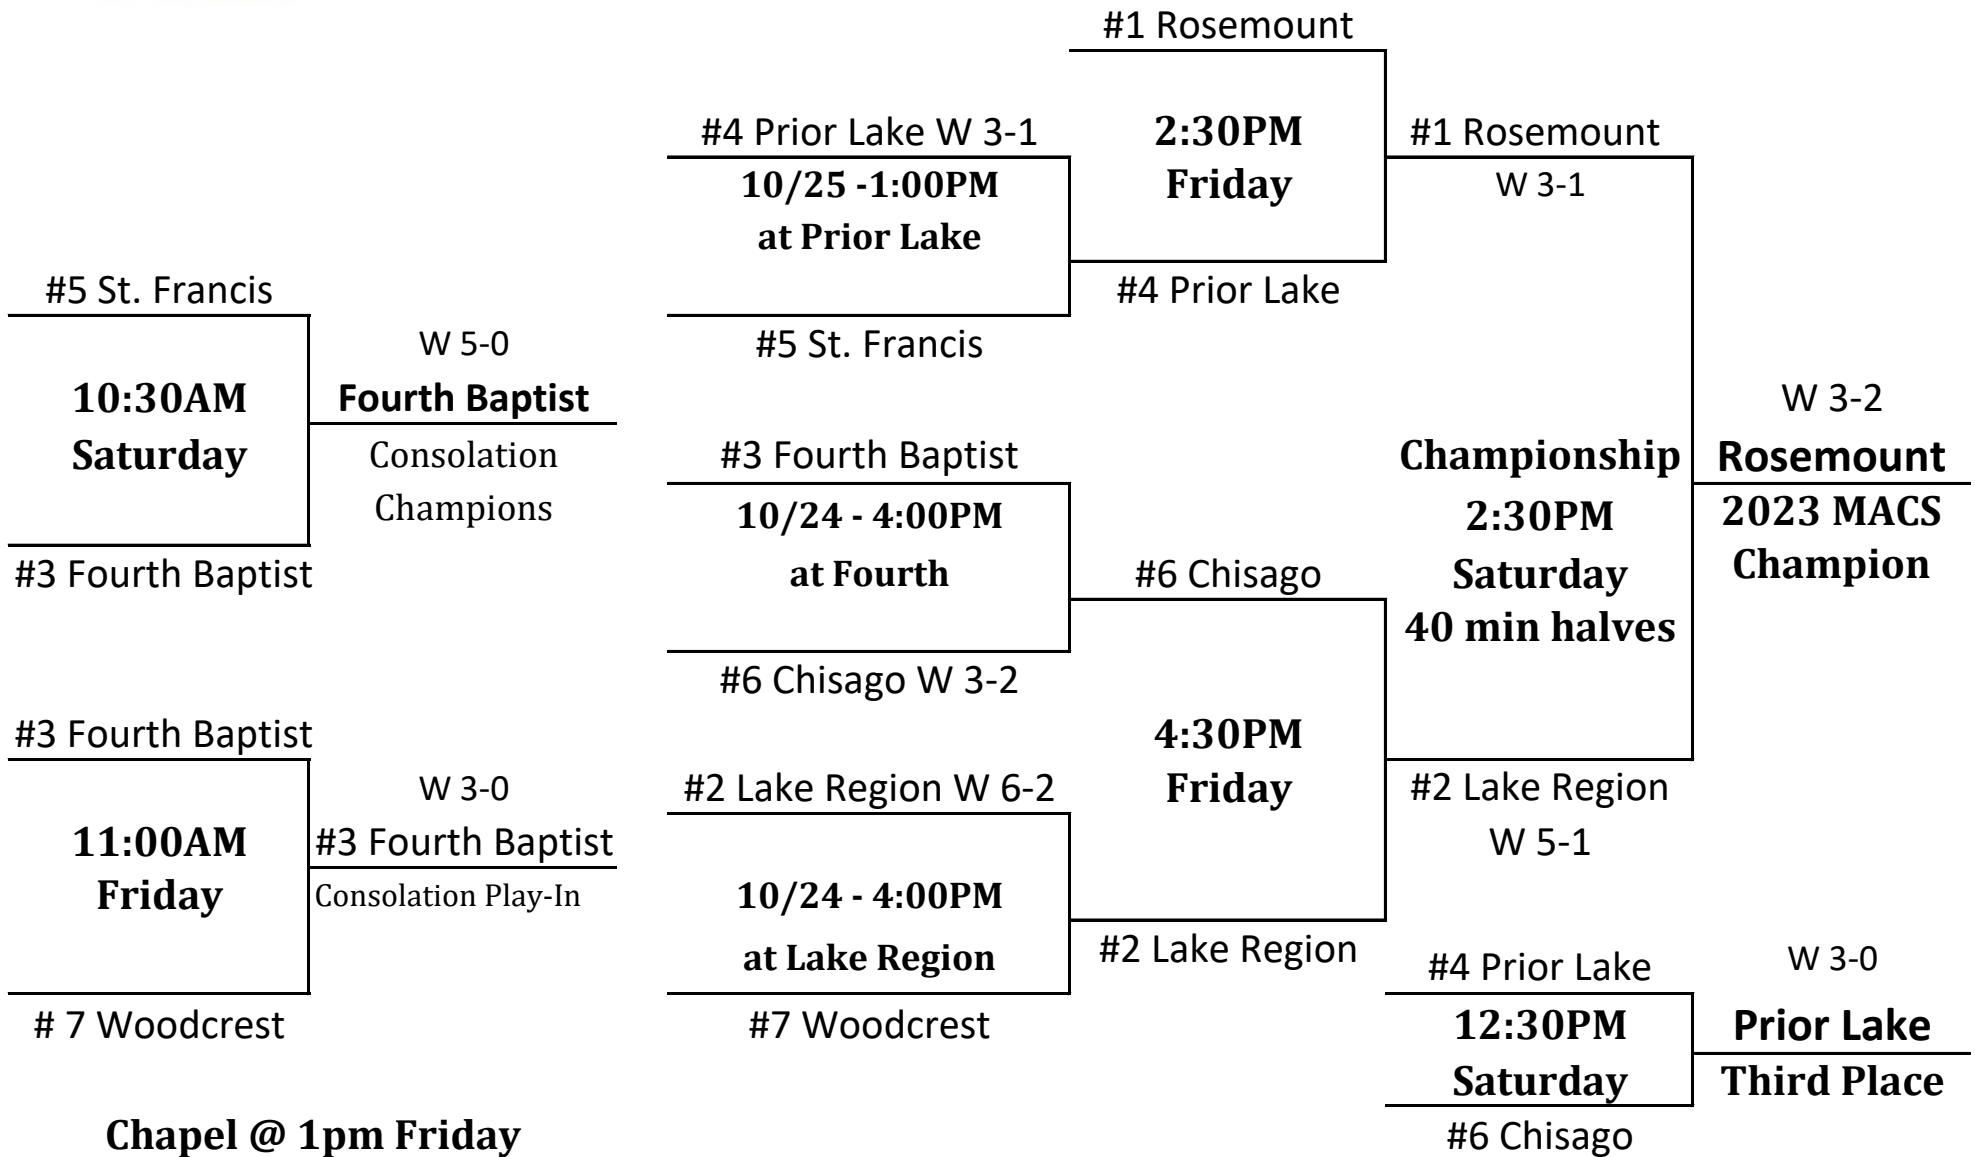 #1 Rosemount
#4 Prior Lake W 3-1
2:30PM
Friday
#1 Rosemount
W 3-1
10/25 -1:00PM
at Prior Lake
#4 Prior Lake
#5 St. Francis
#5 St. Francis
10:30AM
Saturday
#3 Fourth Baptist
W 5-0
Fourth Baptist
Consolation
Champions
#3 Fourth Baptist
10/24 - 4:00PM
at Fourth
#6 Chisago W 3-2
#6 Chisago
Championship
2:30PM
Saturday
40 min halves
W 3-2
Rosemount
2023 MACS
Champion
#3 Fourth Baptist
11:00AM
Friday
# 7 Woodcrest
W 3-0
#3 Fourth Baptist
Consolation Play-In
#2 Lake Region W 6-2
10/24 - 4:00PM
at Lake Region
#7 Woodcrest
4:30PM
Friday
#2 Lake Region
#2 Lake Region
W 5-1
#4 Prior Lake
12:30PM
Saturday
#6 Chisago
W 3-0
Prior Lake
Third Place
Chapel @ 1pm Friday